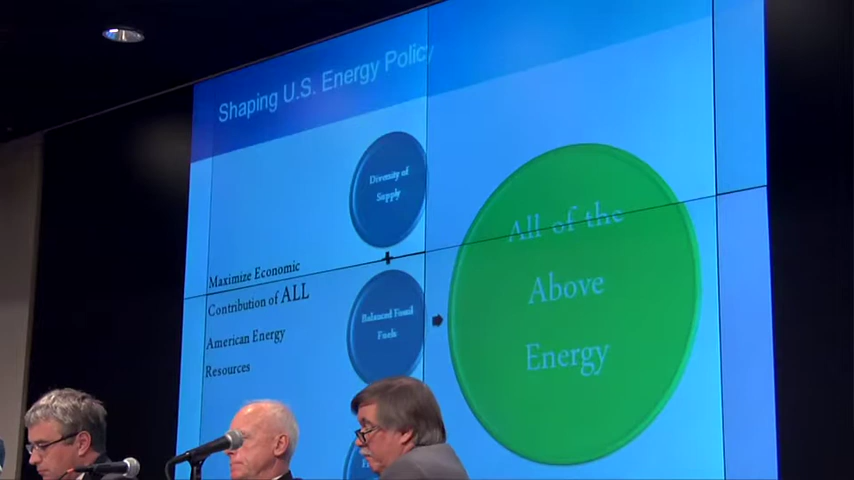 Shaping U.S. Energy Policy
Diversity of
Supply
+
Maximize Economic
Contribution of ALL
American Energy
Resources
Balanced Fossil
Fuels
All of the
Above
Energy